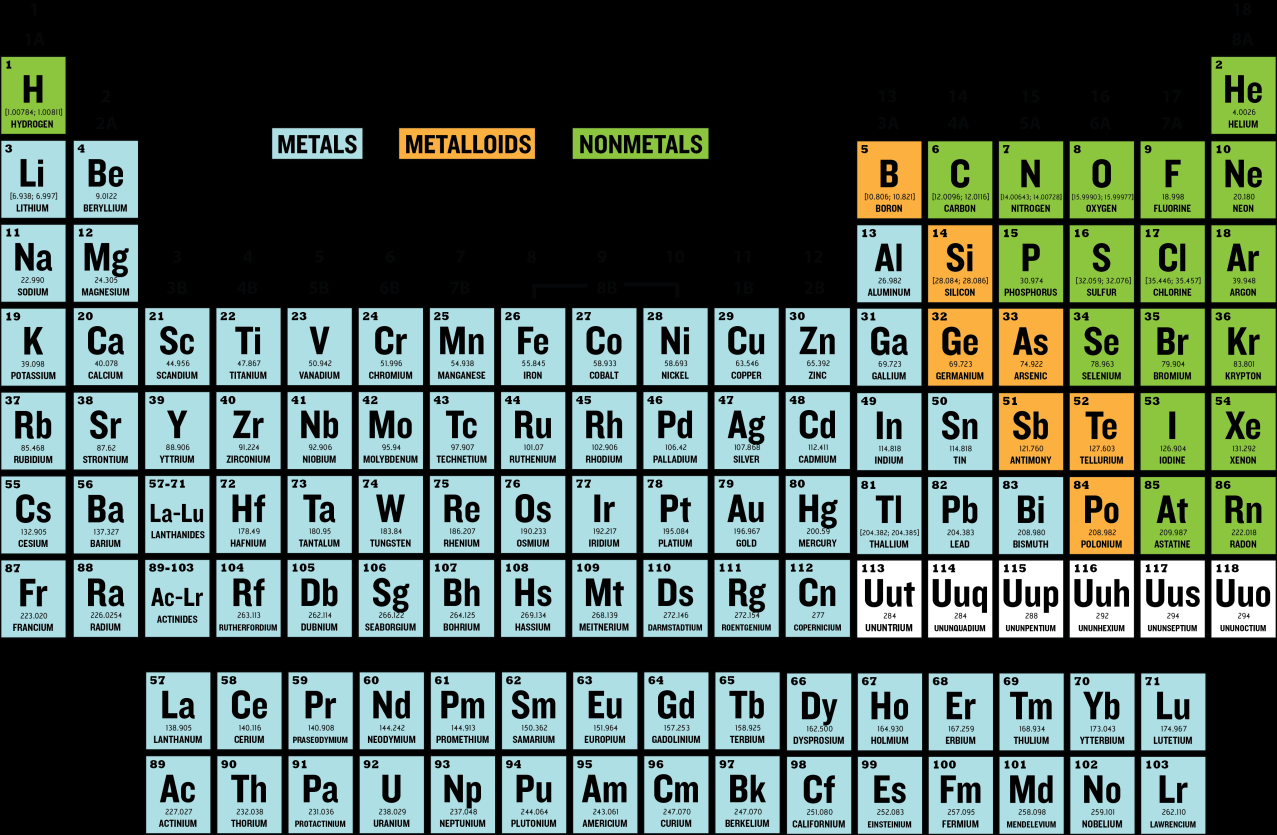 1 18
1A 8A
1 2
H He
[1.00784; 1.00811] 4.0026
HYDROGEN HELIUM
2 13 14 15 16 17
2A 3A 4A 5A 6A 7A
METALS METALLOIDS NONMETALS
3 4 5 6 7 8 9 10
Li Be B C N O F Ne
[6.938; 6.997] 9.0122 [10.806; 10.821] [12.0096; 12.0116] [14.00643; 14.00728] [15.99903; 15.99977] 18.998 20.180
LITHIUM BERYLLIUM BORON CARBON NITROGEN OXYGEN FLUORINE NEON
11 12 13 14 15 16 17 18
Na Mg Al Si P S Cl Ar
22.990 24.305 26.982 [28.084; 28.086] 30.974 [32.059; 32.076] [35.446; 35.457] 39.948
SODIUM MAGNESIUM ALUMINUM SILICON PHOSPHORUS SULFUR CHLORINE ARGON
3 4 5 6 7 8 9 10 11 12
3B 4B 5B 6B 7B 8B 1B 2B
19 20 21 22 23 24 25 26 27 28 29 30 31 32 33 34 35 36
K Ca Sc Ti V Cr Mn Fe Co Ni Cu Zn Ga Ge As Se Br Kr
39.098 40.078 44.956 47.867 50.942 51.996 54.938 55.845 58.933 58.693 63.546 65.392 69.723 69.723 74.922 78.963 79.904 83.801
POTASSIUM CALCIUM SCANDIUM TITANIUM VANADIUM CHROMIUM MANGANESE IRON COBALT NICKEL COPPER ZINC GALLIUM GERMANIUM ARSENIC SELENIUM BROMIUM KRYPTON
37 38 39 40 41 42 43 44 45 46 47 48 49 50 51 52 53 54
Rb Sr Y Zr Nb Mo Tc Ru Rh Pd Ag Cd In Sn Sb Te I Xe
85.468 87.62 88.906 91.224 92.906 95.94 97.907 101.07 102.906 106.42 107.868 112.411 114.818 114.818 121.760 127.603 126.904 131.292
RUBIDIUM STRONTIUM YTTRIUM ZIRCONIUM NIOBIUM MOLYBDENUM TECHNETIUM RUTHENIUM RHODIUM PALLADIUM SILVER CADMIUM INDIUM TIN ANTIMONY TELLURIUM IODINE XENON
55 56 57-71 72 73 74 75 76 77 78 79 80 81 82 83 84 85 86
Cs Ba La-Lu Hf Ta W Re Os Ir Pt Au Hg Tl Pb Bi Po At Rn
132.905 137.327 178.49 180.95 183.84 186.207 190.233 192.217 195.084 196.967 200.59 [204.382; 204.385] 204.383 208.980 208.982 209.987 222.018
CESIUM BARIUM LANTHANIDES HAFNIUM TANTALUM TUNGSTEN RHENIUM OSMIUM IRIDIUM PLATIUM GOLD MERCURY THALLIUM LEAD BISMUTH POLONIUM ASTATINE RADON
87 88 89-103 104 105 106 107 108 109 110 111 112 113 114 115 116 117 118
Fr Ra Ac-Lr Rf Db Sg Bh Hs Mt Ds Rg Cn Uut Uuq Uup Uuh Uus Uuo
223.020 226.0254 263.113 262.114 266.122 264.125 269.134 268.139 272.146 272.154 277 284 284 288 292 294 294
FRANCIUM RADIUM ACTINIDES RUTHERFORDIUM DUBNIUM SEABORGIUM BOHRIUM HASSIUM MEITNERIUM DARMSTADTIUM ROENTGENIUM COPERNICIUM UNUNTRIUM UNUNQUADIUM UNUNPENTIUM UNUNHEXIUM UNUNSEPTIUM UNUNOCTIUM
57 58 59 60 61 62 63 64 65 66 67 68 69 70 71
La Ce Pr Nd Pm Sm Eu Gd Tb Dy Ho Er Tm Yb Lu
138.905 140.116 140.908 144.242 144.913 150.362 151.964 157.253 158.925 162.500 164.930 167.259 168.934 173.043 174.967
LANTHANUM CERIUM PRASEODYMIUM NEODYMIUM PROMETHIUM SAMARIUM EUROPIUM GADOLINIUM TERBIUM DYSPROSIUM HOLMIUM ERBIUM THULIUM YTTERBIUM LUTETIUM
89 90 91 92 93 94 95 96 97 98 99 100 101 102 103
Ac Th Pa U Np Pu Am Cm Bk Cf Es Fm Md No Lr
227.027 232.038 231.036 238.029 237.048 244.064 243.061 247.070 247.070 251.080 252.083 257.095 258.098 259.101 262.110
ACTINIUM THORIUM PROTACTINIUM URANIUM NEPTUNIUM PLUTONIUM AMERICIUM CURIUM BERKELIUM CALIFORNIUM EINSTEINIUM FERMIUM MENDELEVIUM NOBELIUM LAWRENCIUM